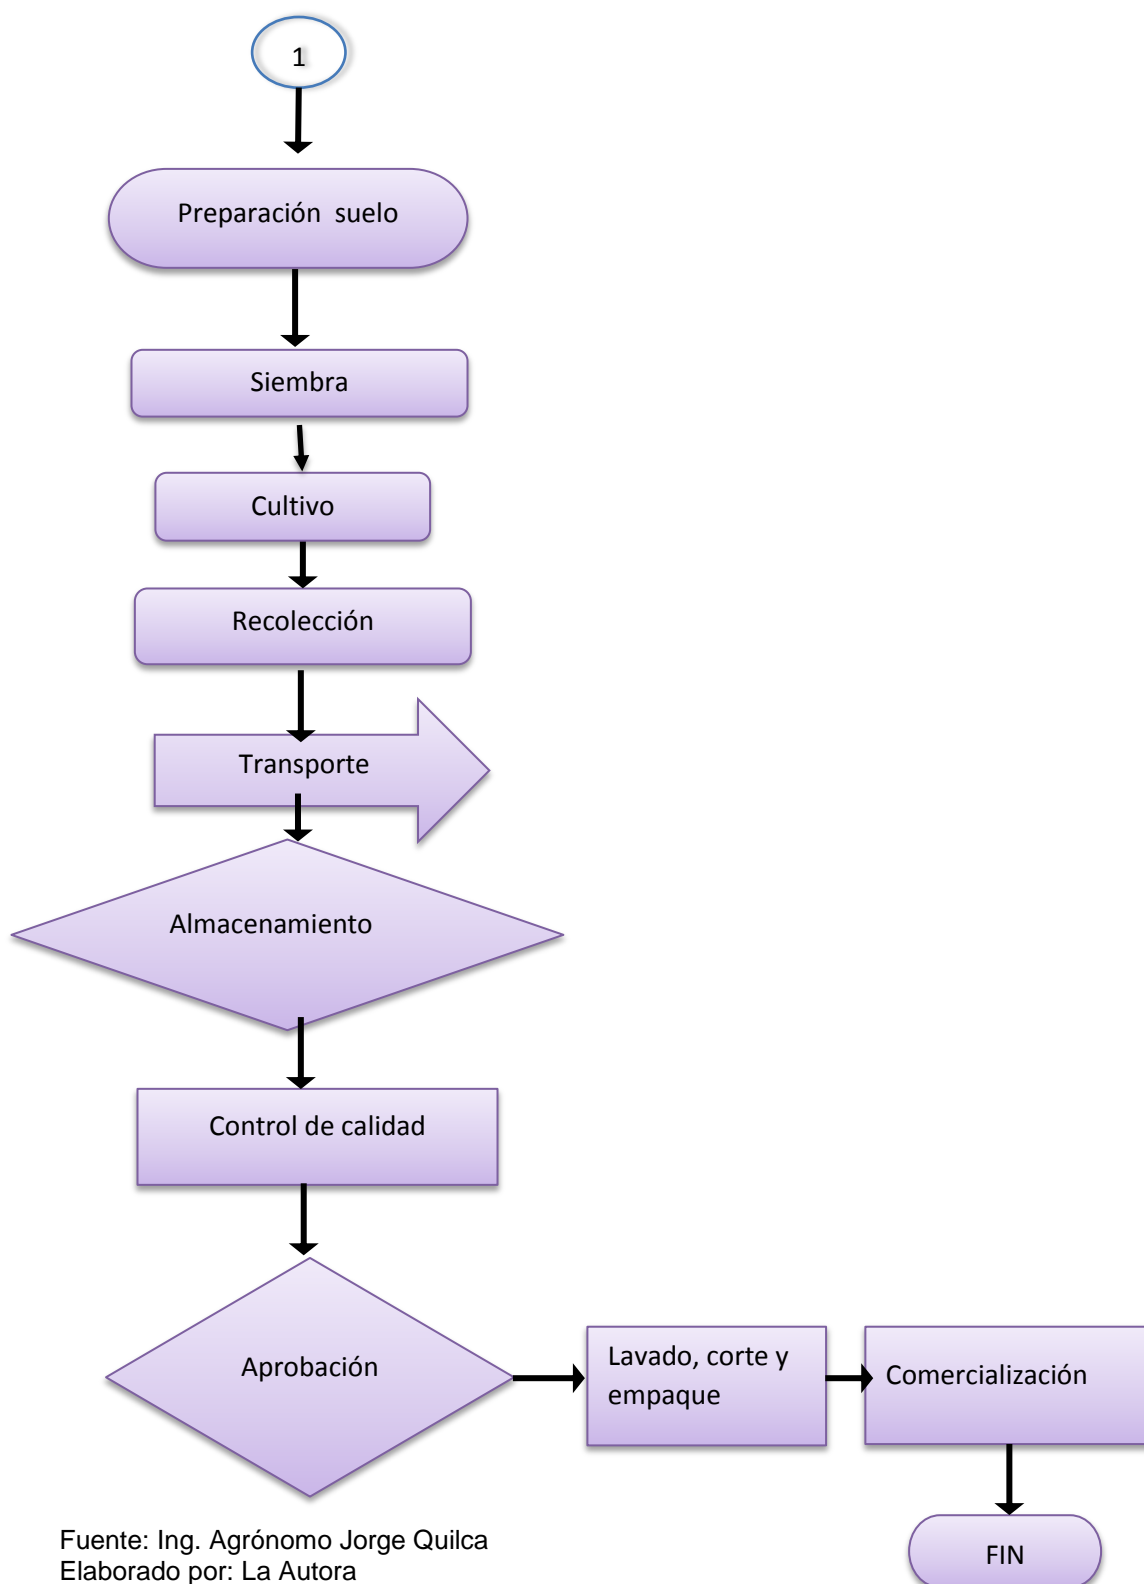 1
Preparación suelo
Siembra
Cultivo
Recolección
Transporte
Almacenamiento
Control de calidad
Aprobación
Lavado, corte y
empaque
Comercialización
FIN
Fuente: Ing. Agrónomo Jorge Quilca
Elaborado por: La Autora